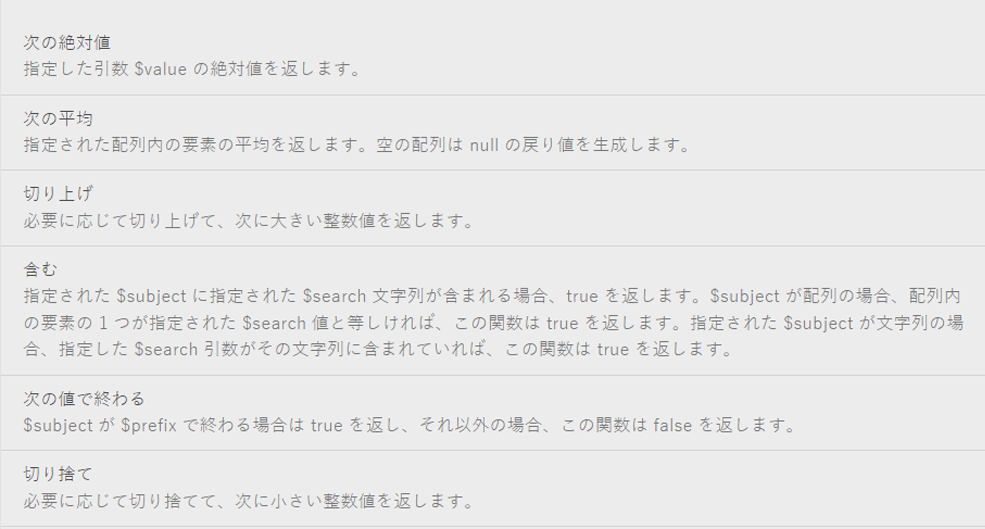 次の絶対値
指定した引数 $value の絶対値を返します。
次の平均
指定された配列内の要素の平均を返します。空の配列は null の戻り値を生成します。
切り上げ
必要に応じて切り上げて、次に大きい整数値を返します。
含む
指定された $subject に指定された $search 文字列が含まれる場合、true を返します。$subject が配列の場合、配列内
の要素の 1 つが指定された $search 値と等しければ、この関数は true を返します。指定された $subject が文字列の場
合、指定した $search 引数がその文字列に含まれていれば、この関数は true を返します。
次の値で終わる
$subject が $prefix で終わる場合は true を返し、それ以外の場合、この関数は false を返します。
切り捨て
必要に応じて切り捨てて、次に小さい整数値を返します。